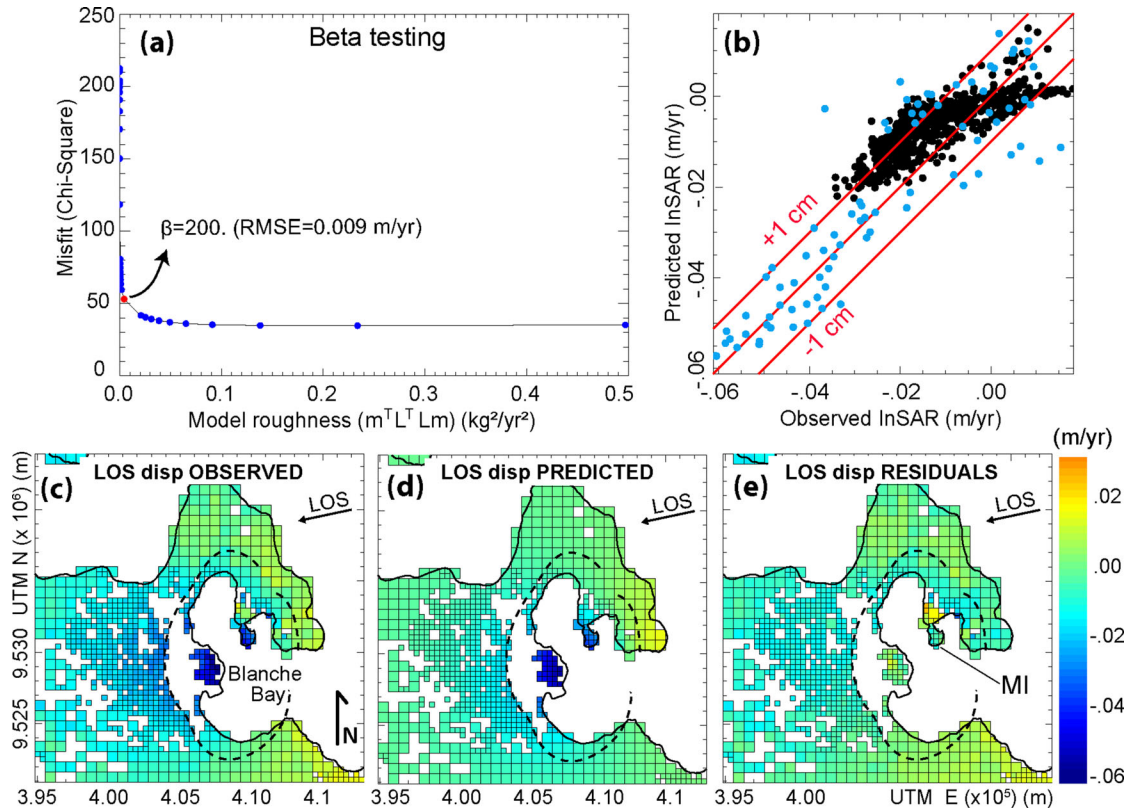 (a)
Beta testing
250
200
150
100
50
0
Misfit (Chi-Square)
β=200. (RMSE=0.009 m/yr)
0.0
0.1
0.2
0.3
0.4
0.5
Model roughness (mᵀLᵀ Lm) (kg²/yr²)
(b)
.00
-.02
-.04
-.06
Predicted InSAR (m/yr)
+1 cm
-1 cm
-.06
-.04
-.02
.00
Observed InSAR (m/yr)
(c)
LOS disp OBSERVED
LOS
UTM N (x 10⁶) (m)
9.530
9.525
Blanche
Bay
N
3.95
4.00
4.05
4.1
(d)
LOS disp PREDICTED
LOS
3.95
4.00
4.05
4.1
(e)
LOS disp RESIDUALS
LOS
MI
3.95
4.00
4.05
4.1
UTM E (x10⁵) (m)
(m/yr)
.02
.00
-.02
-.04
-.06